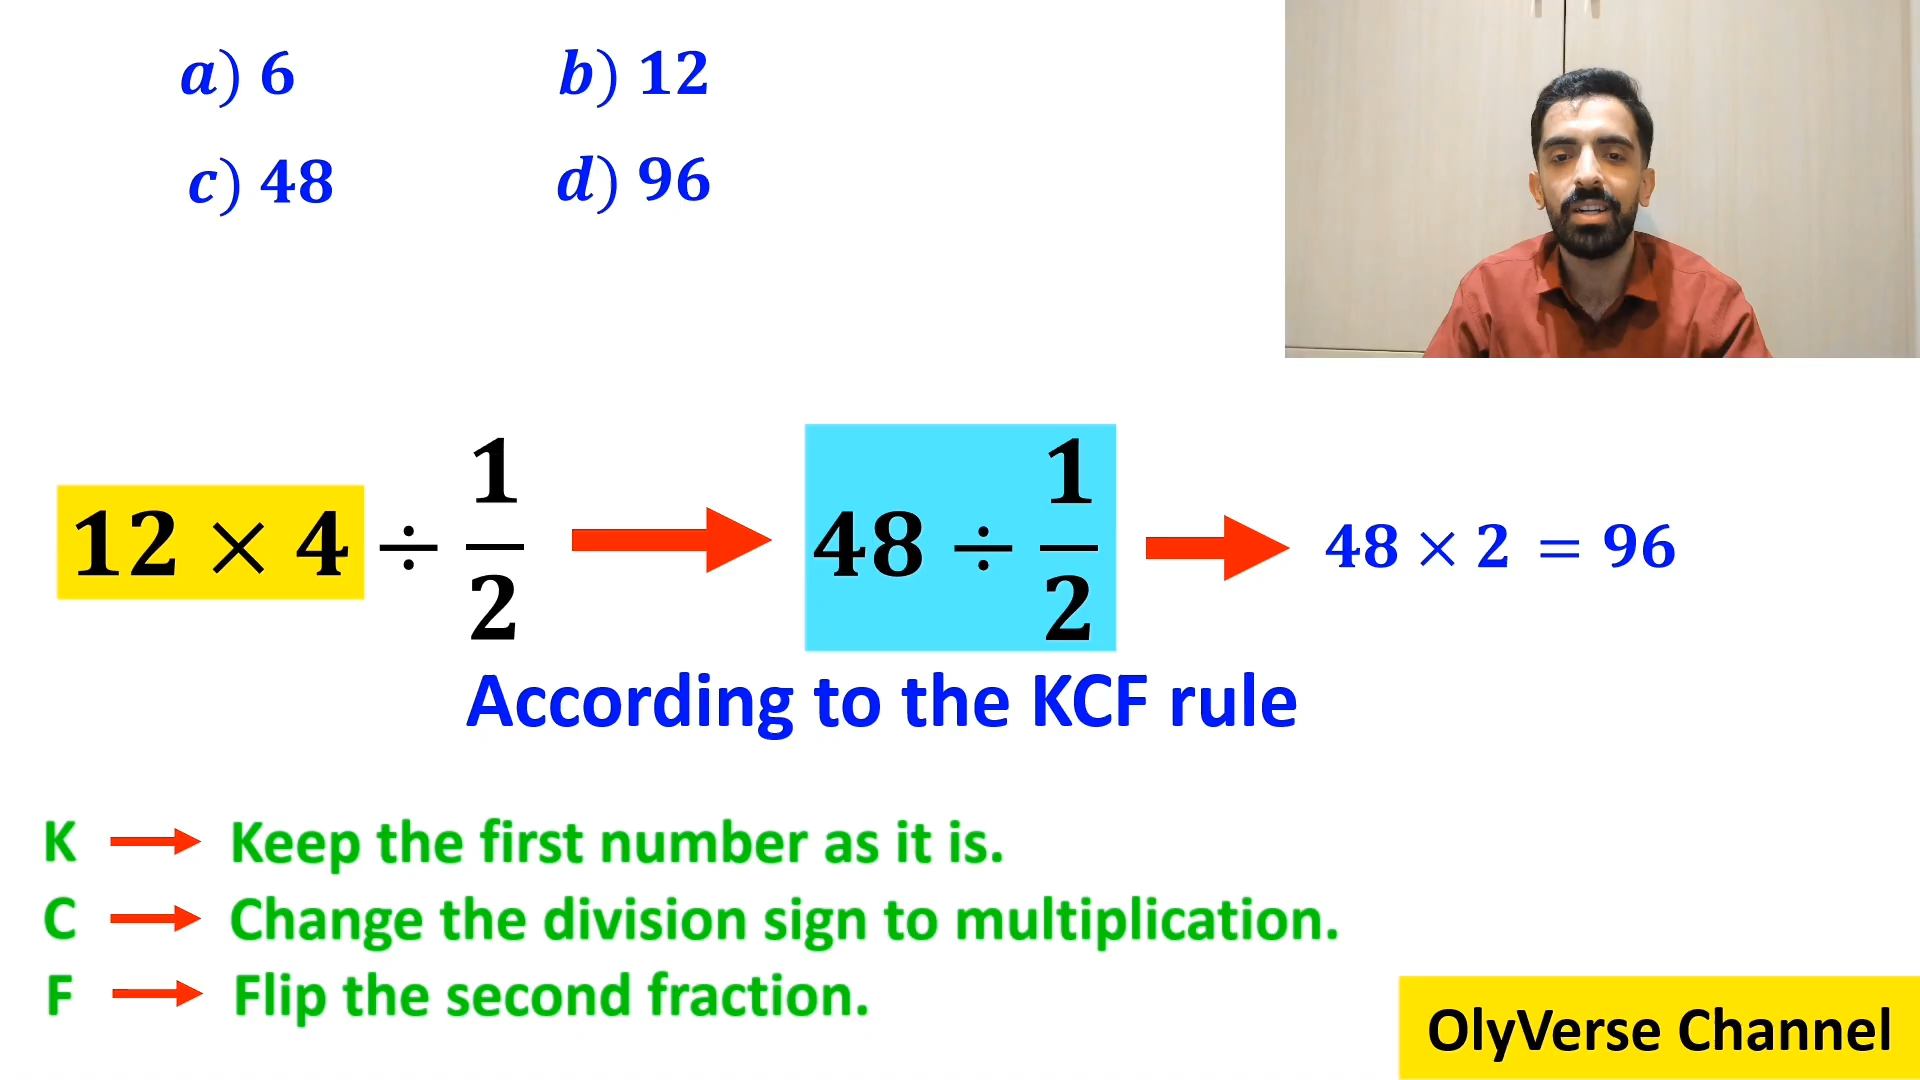 a) 6 b) 12
c) 48 d) 96
12 × 4 ÷ 1/2 48 ÷ 1/2 48 × 2 = 96
According to the KCF rule
K Keep the first number as it is.
C Change the division sign to multiplication.
F Flip the second fraction.
OlyVerse Channel